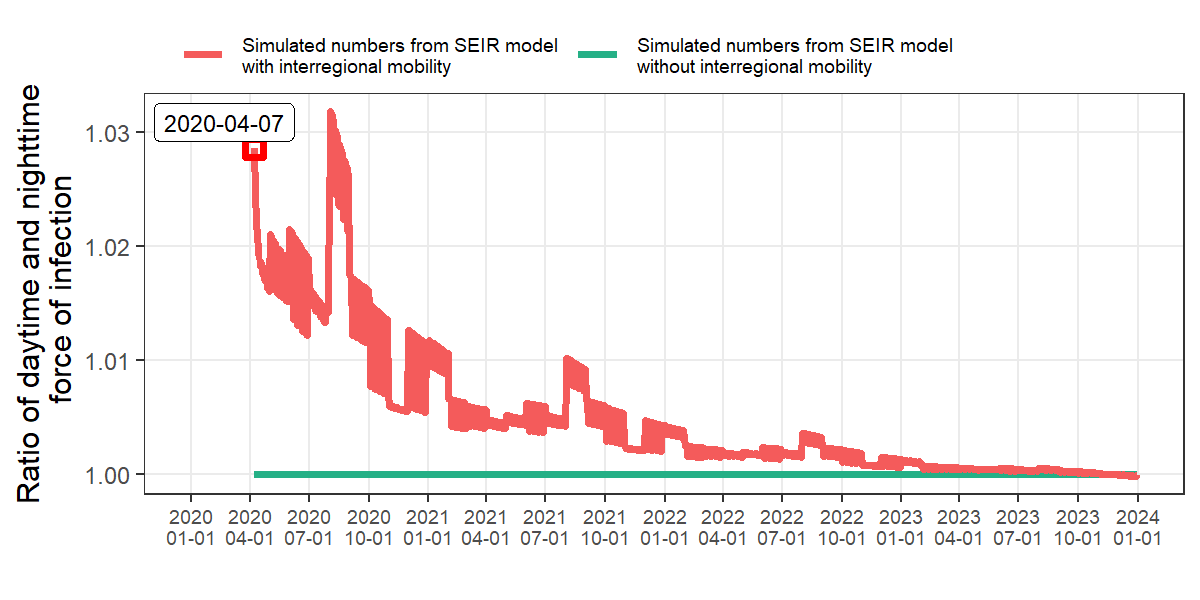 Simulated numbers from SEIR model
with interregional mobility
Simulated numbers from SEIR model
without interregional mobility
Ratio of daytime and nighttime
force of infection
2020-04-07
1.03
1.02
1.01
1.00
2020 2020 2020 2020 2021 2021 2021 2021 2022 2022 2022 2022 2023 2023 2023 2023 2024
01-01 04-01 07-01 10-01 01-01 04-01 07-01 10-01 01-01 04-01 07-01 10-01 01-01 04-01 07-01 10-01 01-01